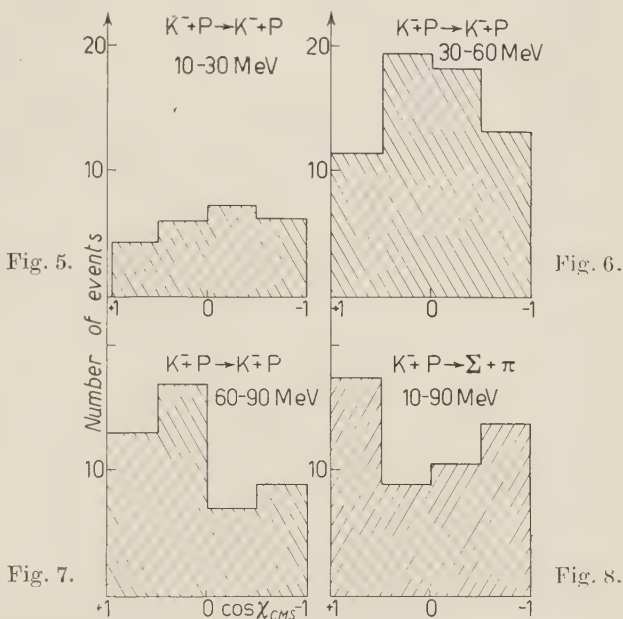 20
K⁻+P→K⁻+P
10-30 MeV
10
+1 0 -1
Fig. 5.
20
K⁻+P→K⁻+P
30-60 MeV
10
+1 0 -1
Fig. 6.
Number of events
K⁻+P→K⁻+P
60-90 MeV
10
+1 0 cosχCMS -1
Fig. 7.
K⁻+P→Σ+π
10-90 MeV
10
+1 0 -1
Fig. 8.